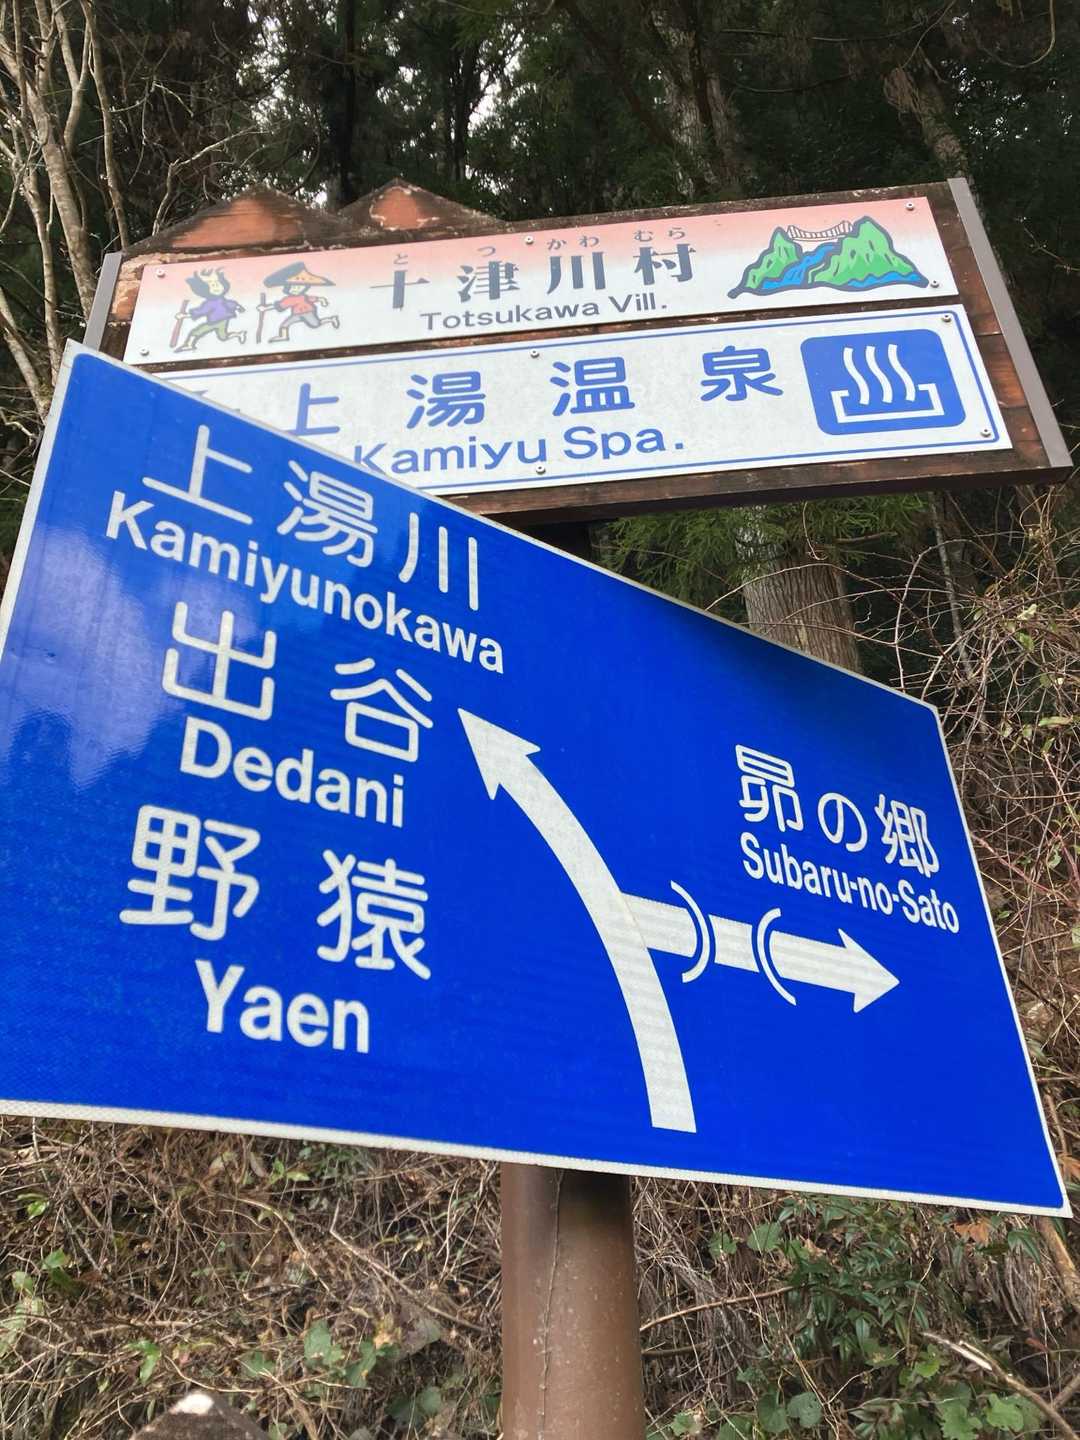 とつかわむら
十津川村
Totsukawa Vill.
上湯温泉
Kamiyu Spa.
上湯川
Kamiyunokawa
出谷
Dedani
野猿
Yaen
昴の郷
Subaru-no-Sato